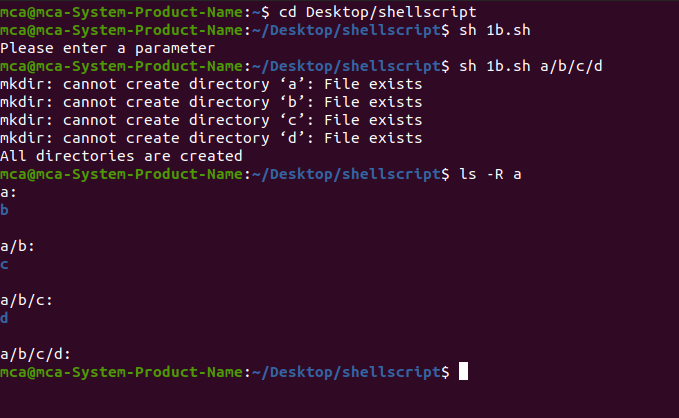 mca@mca-System-Product-Name:~$ cd Desktop/shellscript
mca@mca-System-Product-Name:~/Desktop/shellscript$ sh 1b.sh
Please enter a parameter
mca@mca-System-Product-Name:~/Desktop/shellscript$ sh 1b.sh a/b/c/d
mkdir: cannot create directory ‘a’: File exists
mkdir: cannot create directory ‘b’: File exists
mkdir: cannot create directory ‘c’: File exists
mkdir: cannot create directory ‘d’: File exists
All directories are created
mca@mca-System-Product-Name:~/Desktop/shellscript$ ls -R a
a:
b
a/b:
c
a/b/c:
d
a/b/c/d:
mca@mca-System-Product-Name:~/Desktop/shellscript$